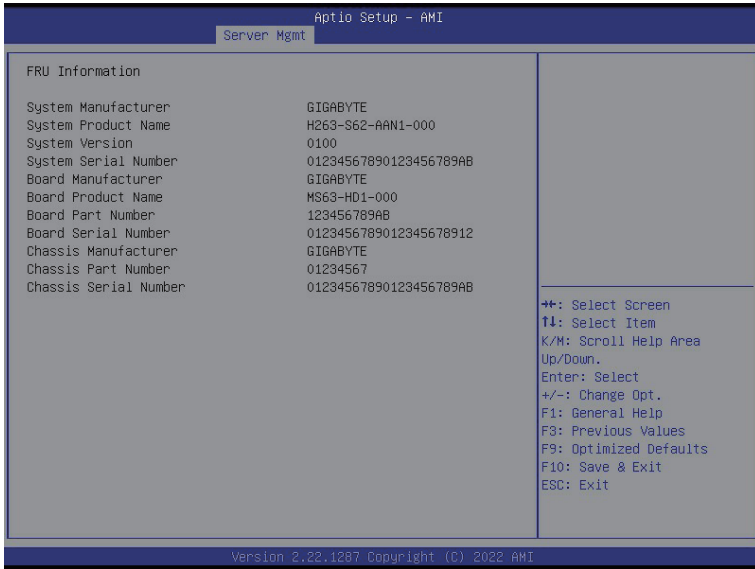 Aptio Setup - AMI
Server Mgmt
FRU Information
System Manufacturer GIGABYTE
System Product Name H263-S62-AAN1-000
System Version 0100
System Serial Number 01234567890123456789AB
Board Manufacturer GIGABYTE
Board Product Name MS63-HD1-000
Board Part Number 123456789AB
Board Serial Number 0123456789012345678912
Chassis Manufacturer GIGABYTE
Chassis Part Number 01234567
Chassis Serial Number 01234567890123456789AB
→←: Select Screen
↑↓: Select Item
K/M: Scroll Help Area
Up/Down.
Enter: Select
+/-: Change Opt.
F1: General Help
F3: Previous Values
F9: Optimized Defaults
F10: Save & Exit
ESC: Exit
Version 2.22.1287 Copyright (C) 2022 AMI